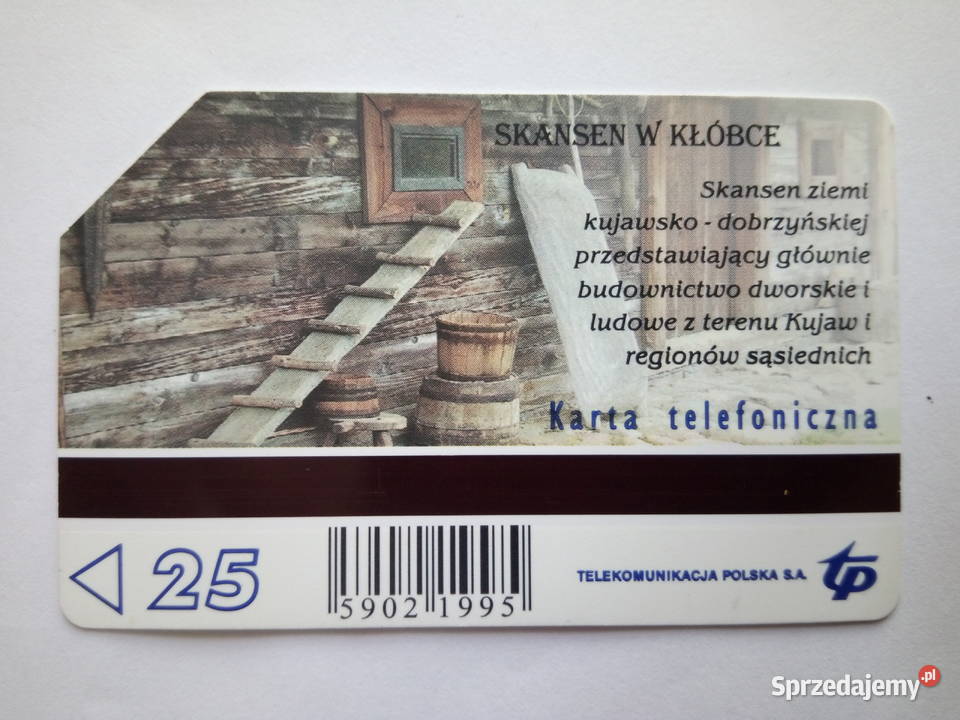 SKANSEN W KŁÓBCE
Skansen ziemi
kujawsko - dobrzyńskiej
przedstawiający głównie
budownictwo dworskie i
ludowe z terenu Kujaw i
regionów sąsiednich
Karta telefoniczna
25
5902 1995
TELEKOMUNIKACJA POLSKA S.A.
tp
Sprzedajemy.pl